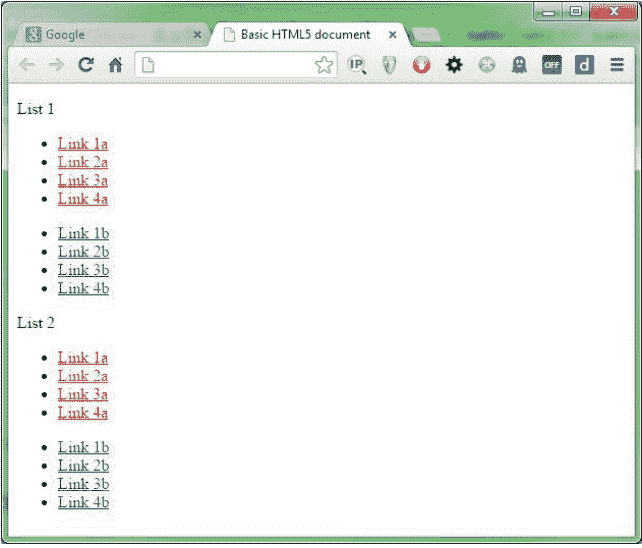 Google
Basic HTML5 document
IP
OFF
d
List 1
Link 1a
Link 2a
Link 3a
Link 4a
Link 1b
Link 2b
Link 3b
Link 4b
List 2
Link 1a
Link 2a
Link 3a
Link 4a
Link 1b
Link 2b
Link 3b
Link 4b